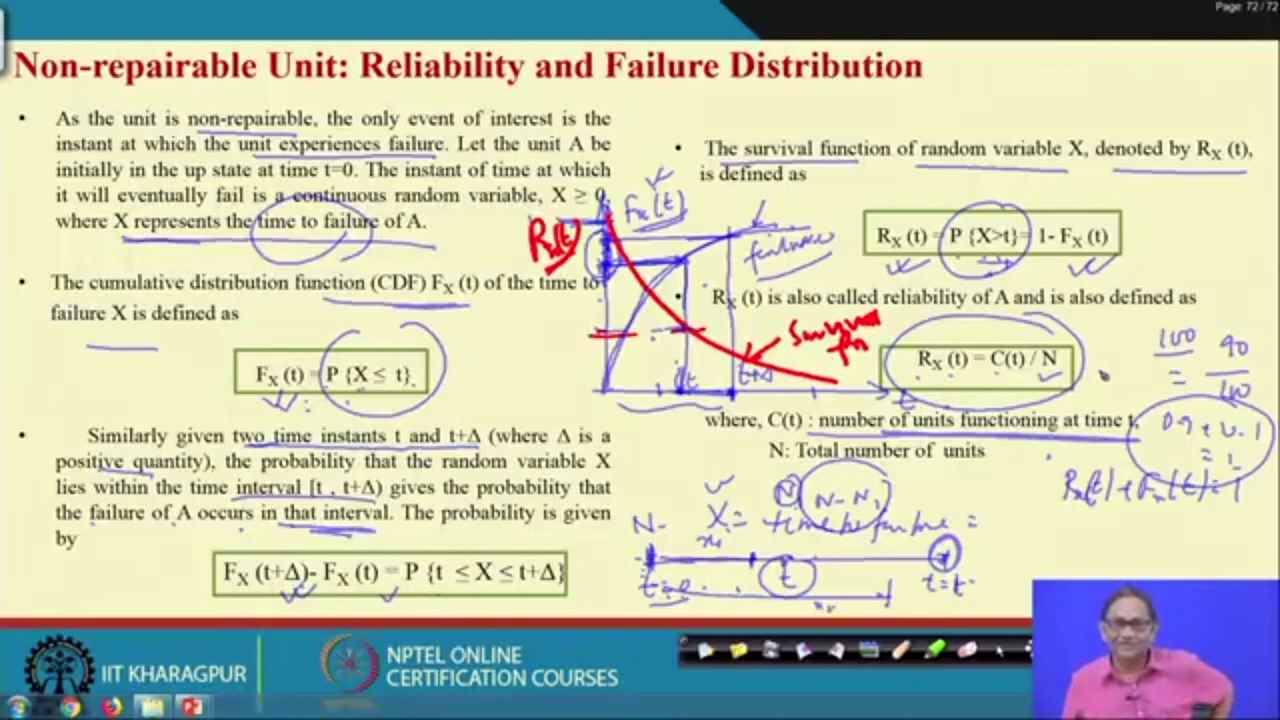 Page: 72 / 72
Non-repairable Unit: Reliability and Failure Distribution
• As the unit is non-repairable, the only event of interest is the
instant at which the unit experiences failure. Let the unit A be
initially in the up state at time t=0. The instant of time at which
it will eventually fail is a continuous random variable, X ≥ 0,
where X represents the time to failure of A.
• The cumulative distribution function (CDF) Fx (t) of the time to
failure X is defined as
Fx (t) = P {X ≤ t}
• Similarly given two time instants t and t+Δ (where Δ is a
positive quantity), the probability that the random variable X
lies within the time interval [t , t+Δ) gives the probability that
the failure of A occurs in that interval. The probability is given
by
Fx (t+Δ)- Fx (t) = P {t ≤ X ≤ t+Δ}
Rx(t)
Fx(t)
failure
Survival
fn
t
t+Δ
t
• The survival function of random variable X, denoted by Rx (t),
is defined as
Rx (t) = P {X>t}= 1- Fx (t)
• Rx (t) is also called reliability of A and is also defined as
Rx (t) = C(t) / N
where, C(t) : number of units functioning at time t,
N: Total number of units
100
=
90
100
0.9 + 0.1
= 1
Rx(t) + Fx(t) = 1
N
N - N1
N-
X = time to failure =
x1
t
t=0
t=t
IIT KHARAGPUR
NPTEL ONLINE
CERTIFICATION COURSES